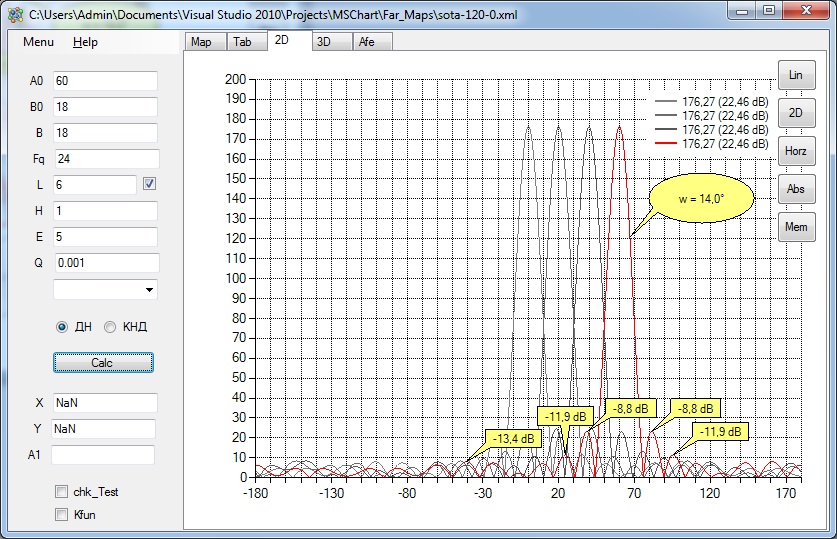 C:\Users\Admin\Documents\Visual Studio 2010\Projects\MSChart\Far_Maps\sota-120-0.xml
Menu Help
Map Tab 2D 3D Afe
A0 60
B0 18
B 18
Fq 24
L 6
H 1
E 5
Q 0.001
ДН КНД
Calc
X NaN
Y NaN
A1
chk_Test
Kfun
200
190
180
170
160
150
140
130
120
110
100
90
80
70
60
50
40
30
20
10
0
-180 -130 -80 -30 20 70 120 170
176,27 (22,46 dB)
176,27 (22,46 dB)
176,27 (22,46 dB)
176,27 (22,46 dB)
w = 14,0°
-13,4 dB
-11,9 dB
-8,8 dB
-8,8 dB
-11,9 dB
Lin
2D
Horz
Abs
Mem